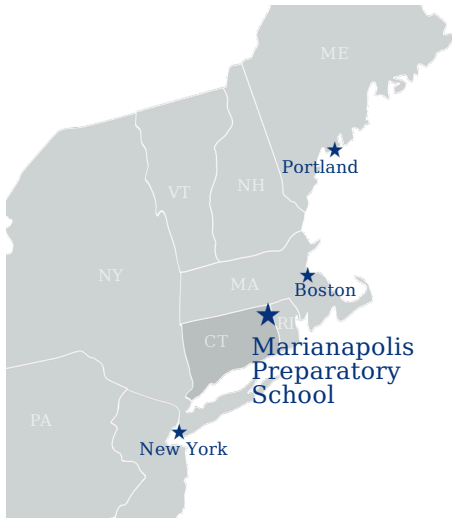 ME
Portland
VT
NH
NY
MA
Boston
CT
RI
Marianapolis
Preparatory
School
PA
New York